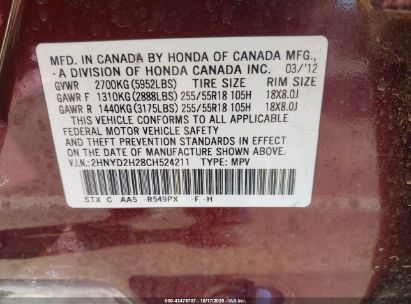 MFD. IN CANADA BY HONDA OF CANADA MFG.,
A DIVISION OF HONDA CANADA INC. 03/'12
GVWR 2700KG(5952LBS) TIRE SIZE RIM SIZE
GAWR F 1310KG(2888LBS) 255/55R18 105H 18X8.0J
GAWR R 1440KG(3175LBS) 255/55R18 105H 18X8.0J
THIS VEHICLE CONFORMS TO ALL APPLICABLE
FEDERAL MOTOR VEHICLE SAFETY
AND THEFT PREVENTION STANDARDS IN EFFECT
ON THE DATE OF MANUFACTURE SHOWN ABOVE.
V.I.N.:2HNYD2H28CH524211 TYPE: MPV
STX C AA5 R549PX F H